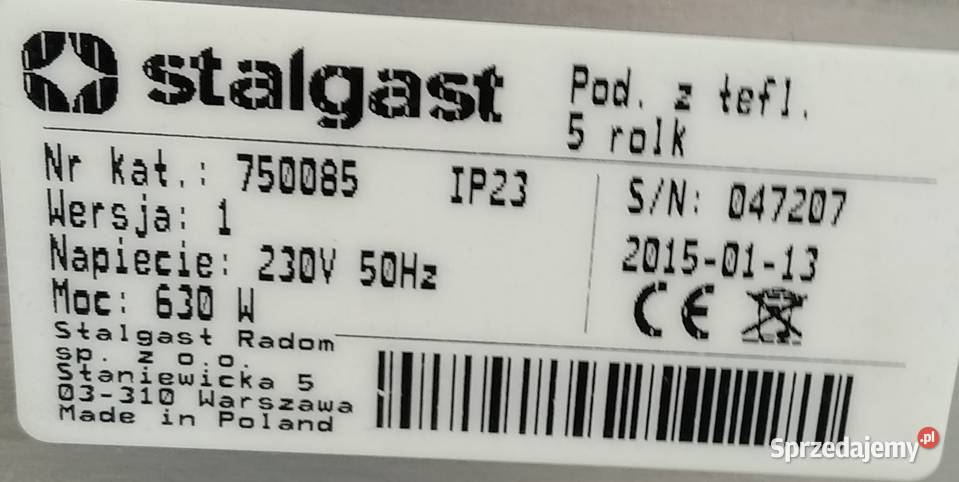 stalgast
Pod. z tefl.
5 rolk
Nr kat.: 750085 IP23
Wersja: 1
Napiecie: 230V 50Hz
Moc: 630 W
S/N: 047207
2015-01-13
CE
Stalgast Radom
sp. z o.o.
Staniewicka 5
03-310 Warszawa
Made in Poland
Sprzedajemy.pl